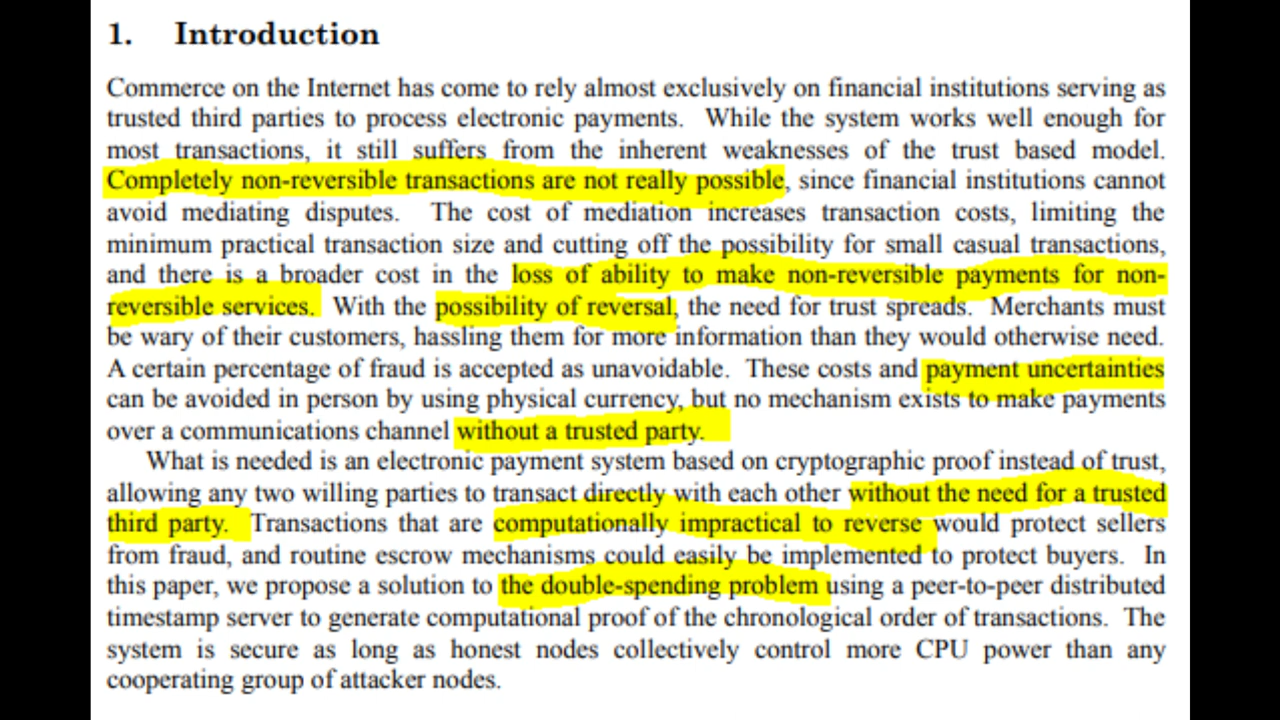 1. Introduction
Commerce on the Internet has come to rely almost exclusively on financial institutions serving as
trusted third parties to process electronic payments. While the system works well enough for
most transactions, it still suffers from the inherent weaknesses of the trust based model.
Completely non-reversible transactions are not really possible, since financial institutions cannot
avoid mediating disputes. The cost of mediation increases transaction costs, limiting the
minimum practical transaction size and cutting off the possibility for small casual transactions,
and there is a broader cost in the loss of ability to make non-reversible payments for non-
reversible services. With the possibility of reversal, the need for trust spreads. Merchants must
be wary of their customers, hassling them for more information than they would otherwise need.
A certain percentage of fraud is accepted as unavoidable. These costs and payment uncertainties
can be avoided in person by using physical currency, but no mechanism exists to make payments
over a communications channel without a trusted party.
What is needed is an electronic payment system based on cryptographic proof instead of trust,
allowing any two willing parties to transact directly with each other without the need for a trusted
third party. Transactions that are computationally impractical to reverse would protect sellers
from fraud, and routine escrow mechanisms could easily be implemented to protect buyers. In
this paper, we propose a solution to the double-spending problem using a peer-to-peer distributed
timestamp server to generate computational proof of the chronological order of transactions. The
system is secure as long as honest nodes collectively control more CPU power than any
cooperating group of attacker nodes.